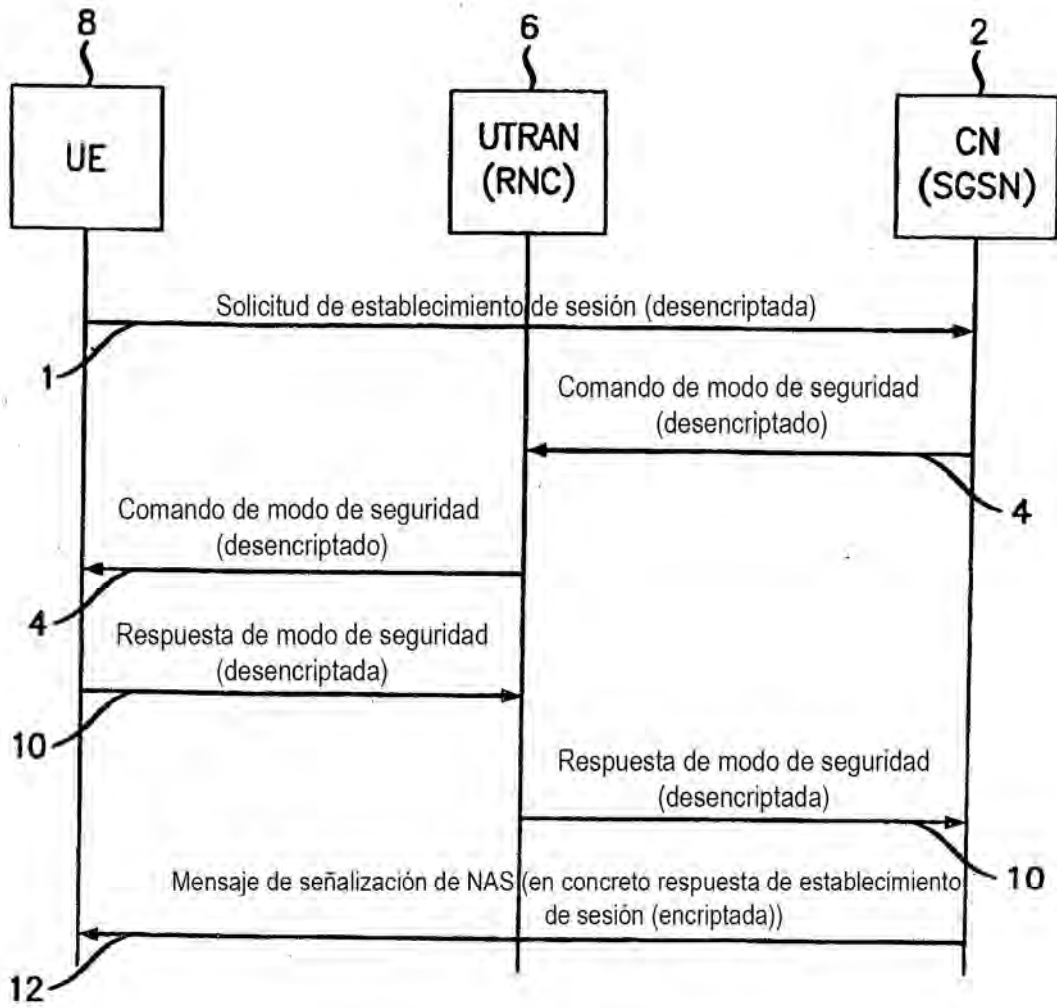 8
6
2
UE
UTRAN
(RNC)
CN
(SGSN)
Solicitud de establecimiento de sesión (desencriptada)
1
Comando de modo de seguridad
(desencriptado)
4
Comando de modo de seguridad
(desencriptado)
4
Respuesta de modo de seguridad
(desencriptada)
10
Respuesta de modo de seguridad
(desencriptada)
10
Mensaje de señalización de NAS (en concreto respuesta de establecimiento
de sesión (encriptada))
12